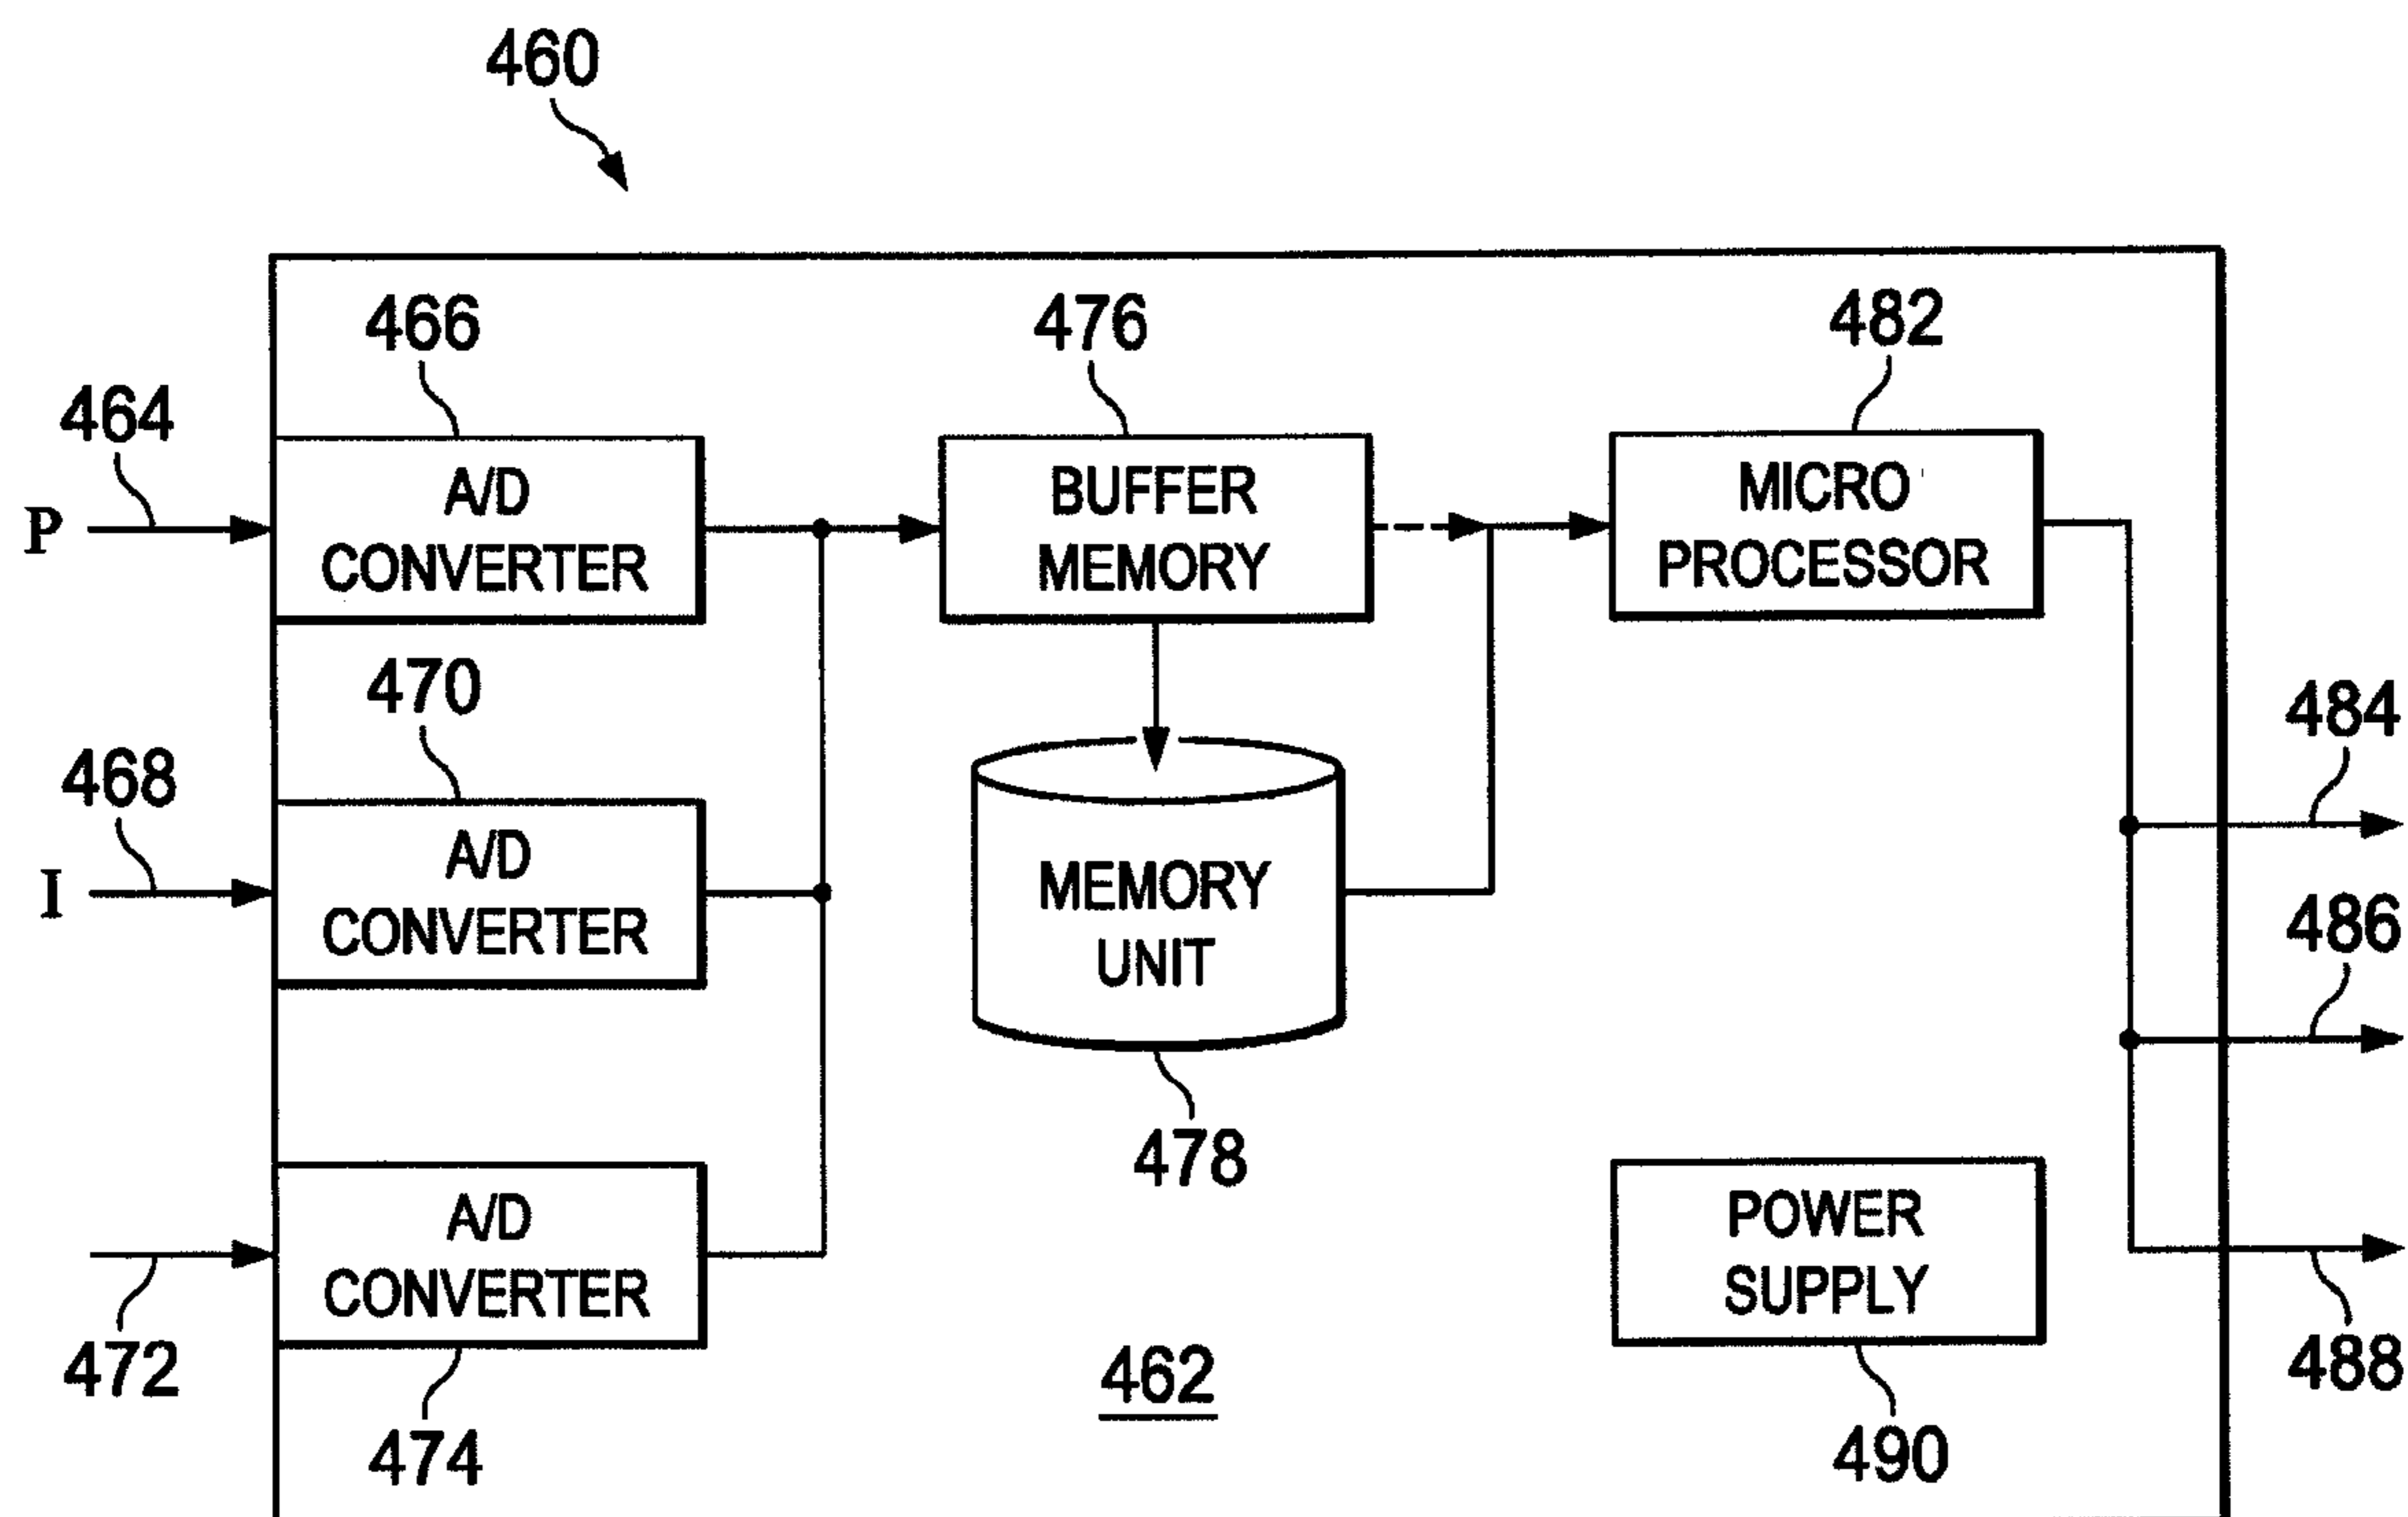 460
466
476
482
464
P
A/D
CONVERTER
BUFFER
MEMORY
MICRO
PROCESSOR
470
484
468
I
A/D
CONVERTER
MEMORY
UNIT
486
478
472
A/D
CONVERTER
POWER
SUPPLY
488
474
462
490